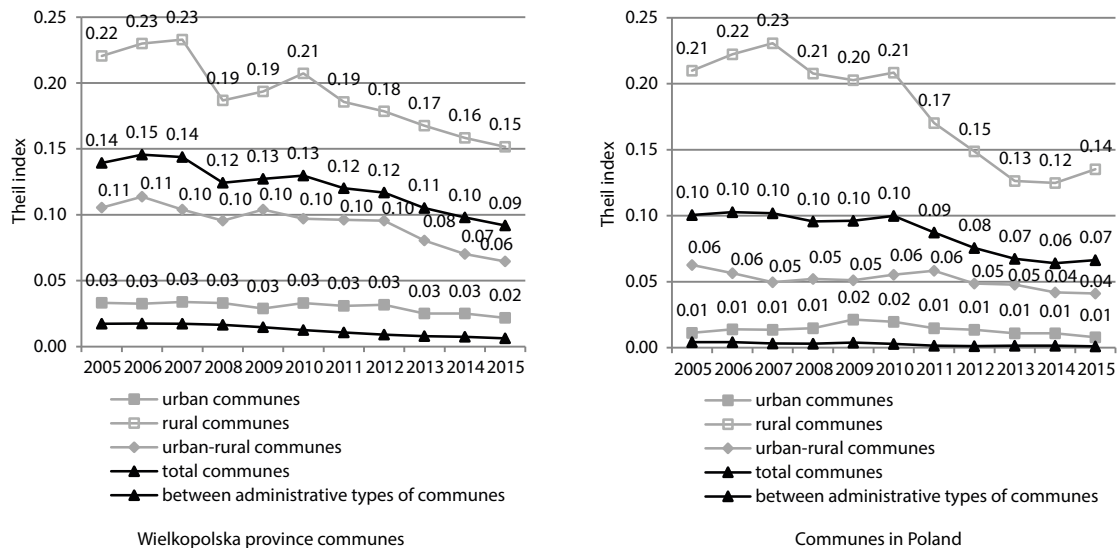 0.25
0.20
0.15
0.10
0.05
0.00
Theil index
0.22 0.23 0.23 0.19 0.19 0.21 0.19 0.18 0.17 0.16 0.15
0.14 0.15 0.14 0.12 0.13 0.13 0.12 0.12 0.11 0.10 0.09
0.11 0.11 0.10 0.10 0.10 0.10 0.10 0.10 0.08 0.07 0.06
0.03 0.03 0.03 0.03 0.03 0.03 0.03 0.03 0.03 0.03 0.02
2005 2006 2007 2008 2009 2010 2011 2012 2013 2014 2015
urban communes
rural communes
urban-rural communes
total communes
between administrative types of communes
Wielkopolska province communes
0.25
0.20
0.15
0.10
0.05
0.00
Theil index
0.21 0.22 0.23 0.21 0.20 0.21 0.17 0.15 0.13 0.12 0.14
0.10 0.10 0.10 0.10 0.10 0.10 0.09 0.08 0.07 0.06 0.07
0.06 0.06 0.05 0.05 0.05 0.06 0.06 0.05 0.05 0.04 0.04
0.01 0.01 0.01 0.01 0.02 0.02 0.01 0.01 0.01 0.01 0.01
2005 2006 2007 2008 2009 2010 2011 2012 2013 2014 2015
urban communes
rural communes
urban-rural communes
total communes
between administrative types of communes
Communes in Poland